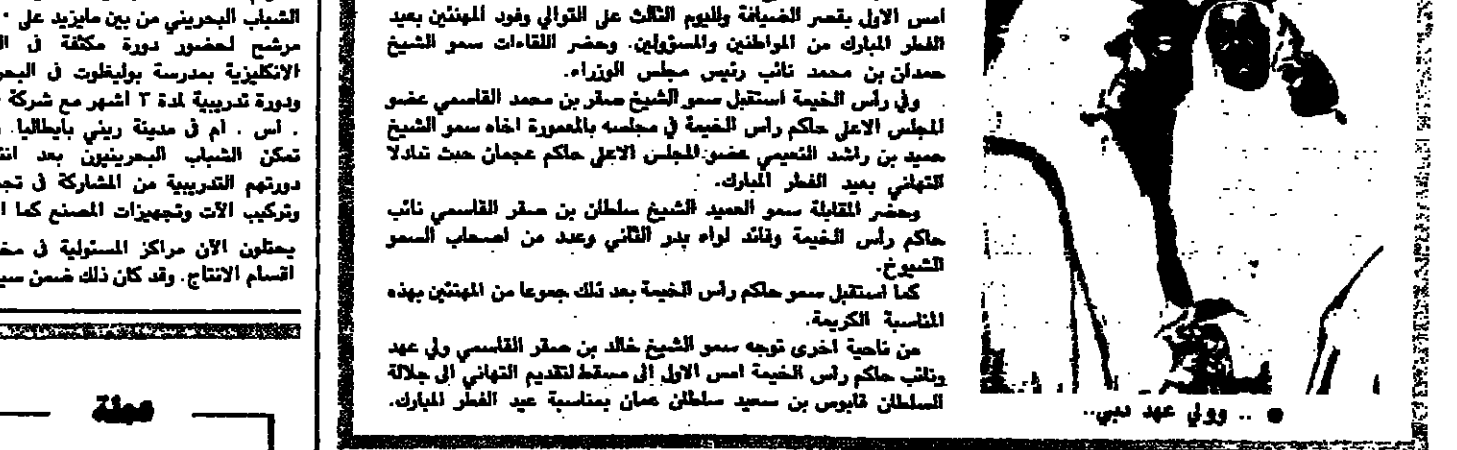 امس الاول بقصر الضيافة ولليوم الثالث على التوالي وفود المهنئين بعيد
الفطر المبارك من المواطنين والمسؤولين. وحضر اللقاءات سمو الشيخ
حمدان بن محمد نائب رئيس مجلس الوزراء.
وفي رأس الخيمة استقبل سمو الشيخ صقر بن محمد القاسمي عضو
المجلس الاعلى حاكم رأس الخيمة في مجلسه بالمعمورة اخاه سمو الشيخ
حميد بن راشد النعيمي عضو المجلس الاعلى حاكم عجمان حيث تبادلا
التهاني بعيد الفطر المبارك.
وحضر المقابلة سمو العميد الشيخ سلطان بن صقر القاسمي نائب
حاكم رأس الخيمة وقائد لواء بدر الثاني وعدد من اصحاب السمو
الشيوخ.
كما استقبل سمو حاكم رأس الخيمة بعد ذلك جموعا من المهنئين بهذه
المناسبة الكريمة.
من ناحية اخرى توجه سمو الشيخ خالد بن صقر القاسمي ولي عهد
ونائب حاكم رأس الخيمة امس الاول الى مسقط لتقديم التهاني الى جلالة
السلطان قابوس بن سعيد سلطان عمان بمناسبة عيد الفطر المبارك.
.. وولي عهد دبي..
الشباب البحريني من بين مايزيد على
مرشح لحضور دورة مكثفة في
الانكليزية بمدرسة بوليغلوت في
ودورة تدريبية لمدة ٣ اشهر مع شركة
. اس . ام في مدينة ريني بايطاليا.
تمكن الشباب البحرينيون بعد
دورتهم التدريبية من المشاركة في
وتركيب الآت وتجهيزات المصنع كما
يحتلون الآن مراكز المسئولية في
اقسام الانتاج. وقد كان ذلك ضمن